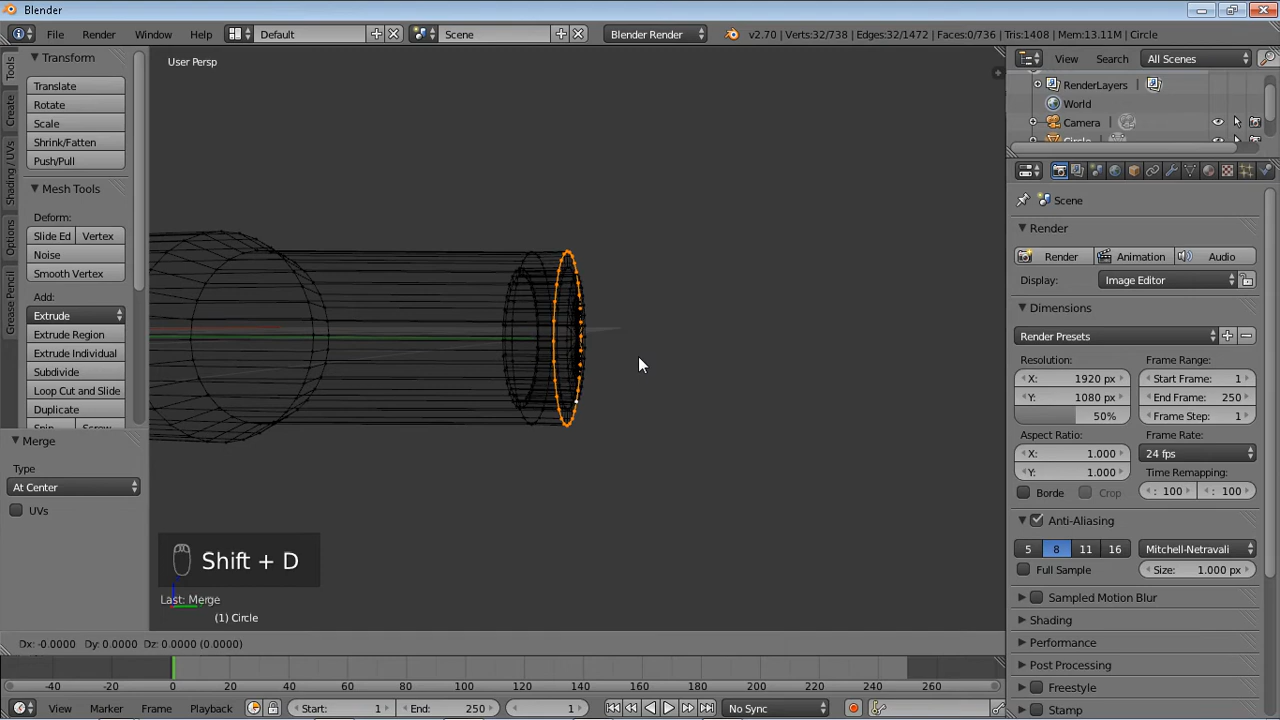 Blender
File Render Window Help Default Scene Blender Render v2.70 | Verts:32/738 | Edges:32/1472 | Faces:0/736 | Tris:1408 | Mem:13.11M | Circle
Transform
Translate
Rotate
Scale
Shrink/Fatten
Push/Pull
Mesh Tools
Deform:
Slide Ed Vertex
Noise
Smooth Vertex
Add:
Extrude
Extrude Region
Extrude Individual
Subdivide
Loop Cut and Slide
Duplicate
Spin Screw
Merge
Type
At Center
UVs
Tools
Create
Shading / UVs
Options
Grease Pencil
User Persp
Shift + D
Last: Merge
(1) Circle
Dx: -0.0000 Dy: 0.0000 Dz: 0.0000 (0.0000)
-40 -20 0 20 40 60 80 100 120 140 160 180 200 220 240 260
View Marker Frame Playback Start: 1 End: 250 1 No Sync
View Search All Scenes
RenderLayers
World
Camera
Circle
Scene
Render
Render Animation Audio
Display: Image Editor
Dimensions
Render Presets
Resolution: Frame Range:
X: 1920 px Start Frame: 1
Y: 1080 px End Frame: 250
50% Frame Step: 1
Aspect Ratio: Frame Rate:
X: 1.000 24 fps
Y: 1.000 Time Remapping:
Borde Crop : 100 : 100
Anti-Aliasing
5 8 11 16 Mitchell-Netravali
Full Sample Size: 1.000 px
Sampled Motion Blur
Shading
Performance
Post Processing
Freestyle
Stamp